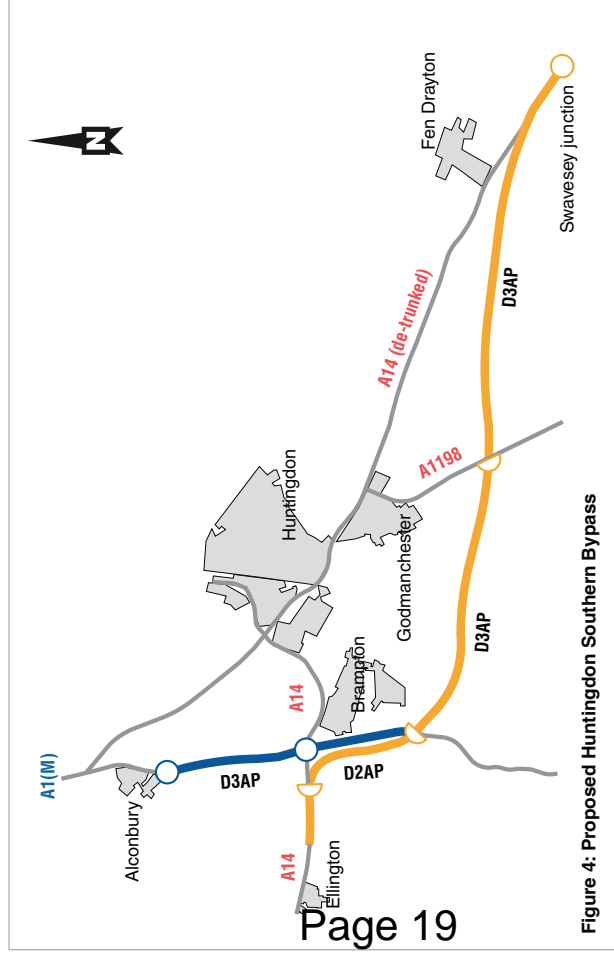 N
A1(M)
Alconbury
Huntingdon
Fen Drayton
A14 (de-trunked)
D3AP
A14
Brampton
Godmanchester
A1198
D3AP
Swavesey junction
A14
Ellington
D2AP
D3AP
Figure 4: Proposed Huntingdon Southern Bypass
Page 19